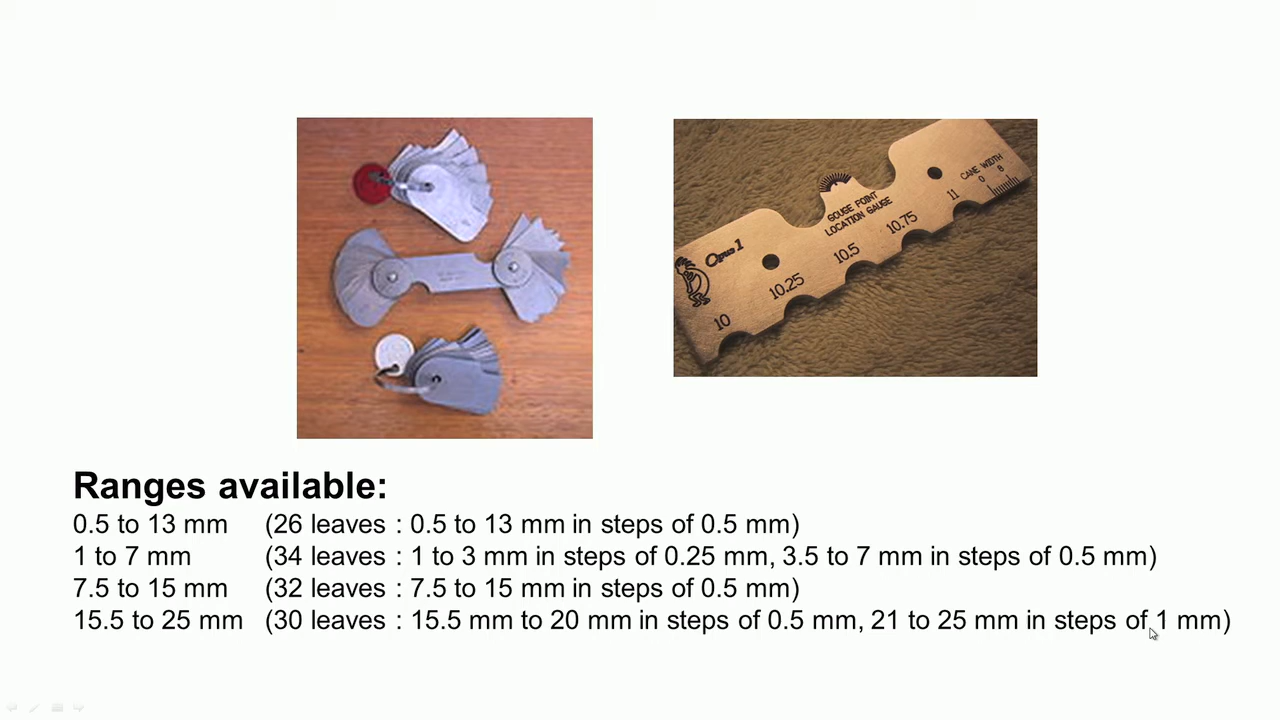 CANE WIDTH
0 8
GOUGE POINT
LOCATION GAUGE
11
Opus 1
10.75
10.5
10.25
10
Ranges available:
0.5 to 13 mm (26 leaves : 0.5 to 13 mm in steps of 0.5 mm)
1 to 7 mm (34 leaves : 1 to 3 mm in steps of 0.25 mm, 3.5 to 7 mm in steps of 0.5 mm)
7.5 to 15 mm (32 leaves : 7.5 to 15 mm in steps of 0.5 mm)
15.5 to 25 mm (30 leaves : 15.5 mm to 20 mm in steps of 0.5 mm, 21 to 25 mm in steps of 1 mm)